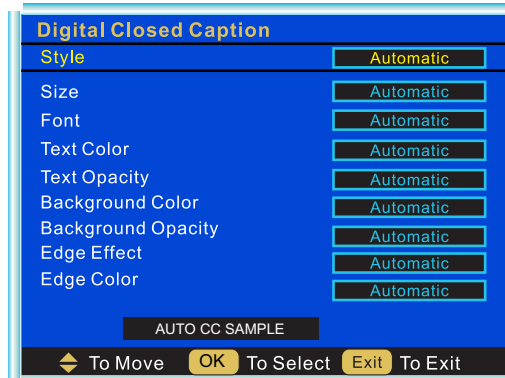 Digital Closed Caption
Style Automatic
Size Automatic
Font Automatic
Text Color Automatic
Text Opacity Automatic
Background Color Automatic
Background Opacity Automatic
Edge Effect Automatic
Edge Color Automatic
AUTO CC SAMPLE
To Move OK To Select Exit To Exit